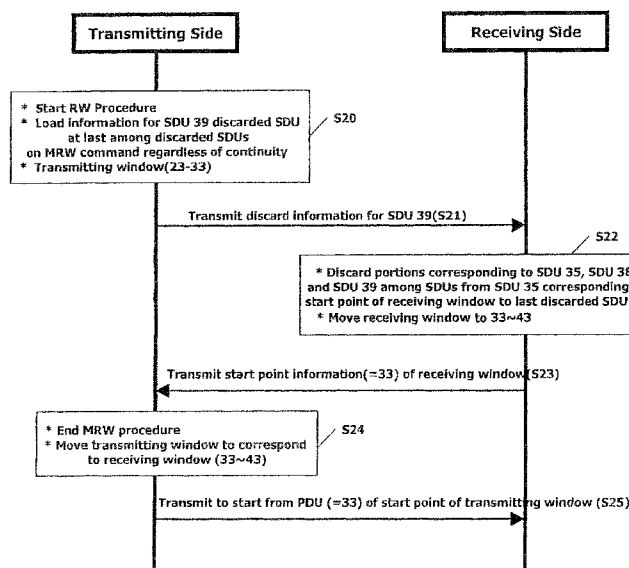 Transmitting Side
Receiving Side
* Start RW Procedure
* Load information for SDU 39 discarded SDU
at last among discarded SDUs
on MRW command regardless of continuity
* Transmitting window(23-33)
S20
Transmit discard information for SDU 39(S21)
S22
* Discard portions corresponding to SDU 35, SDU 38
and SDU 39 among SDUs from SDU 35 corresponding
start point of receiving window to last discarded SDU
* Move receiving window to 33~43
Transmit start point information(=33) of receiving window(S23)
* End MRW procedure
* Move transmitting window to correspond
to receiving window (33~43)
S24
Transmit to start from PDU (=33) of start point of transmitting window (S25)